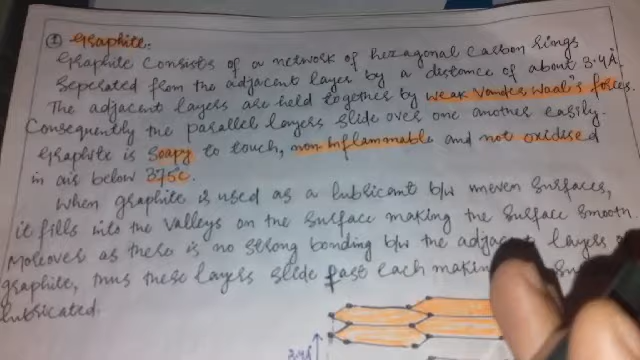 ① Graphite:
Graphite consists of a network of hexagonal carbon rings
seperated from the adjacent layer by a distance of about 3.4Å.
The adjacent layers are held together by weak Vander Waal's forces.
Consequently the parallel layers slide over one another easily.
Graphite is soapy to touch, non inflammable and not oxidised
in air below 375c.
When graphite is used as a lubricant b/w uneven surfaces,
it fills into the valleys on the surface making the surface smooth
Moreover as there is no strong bonding b/w the adjacent layers
graphite, thus these layers slide past each making
lubricated.